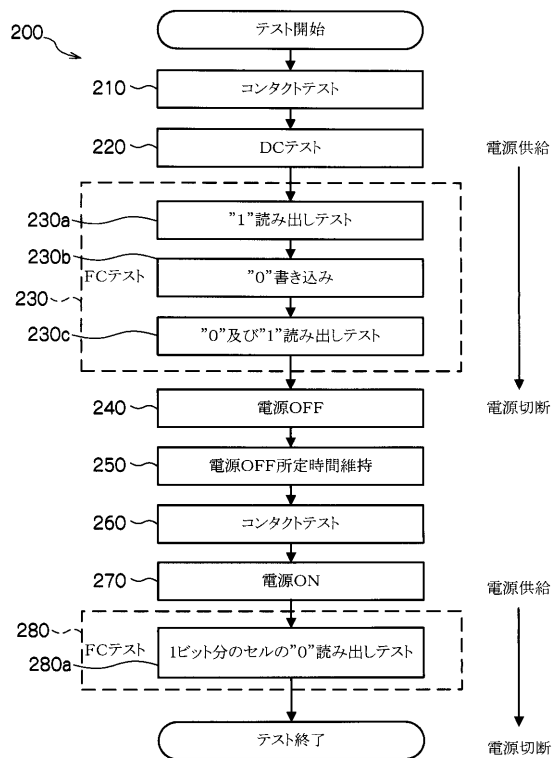 200
テスト開始
210
コンタクトテスト
220
DCテスト
電源供給
230a
”1”読み出しテスト
230b
FCテスト
”0”書き込み
230
230c
”0”及び”1”読み出しテスト
240
電源OFF
電源切断
250
電源OFF所定時間維持
260
コンタクトテスト
270
電源ON
電源供給
280
FCテスト
280a
1ビット分のセルの”0”読み出しテスト
テスト終了
電源切断